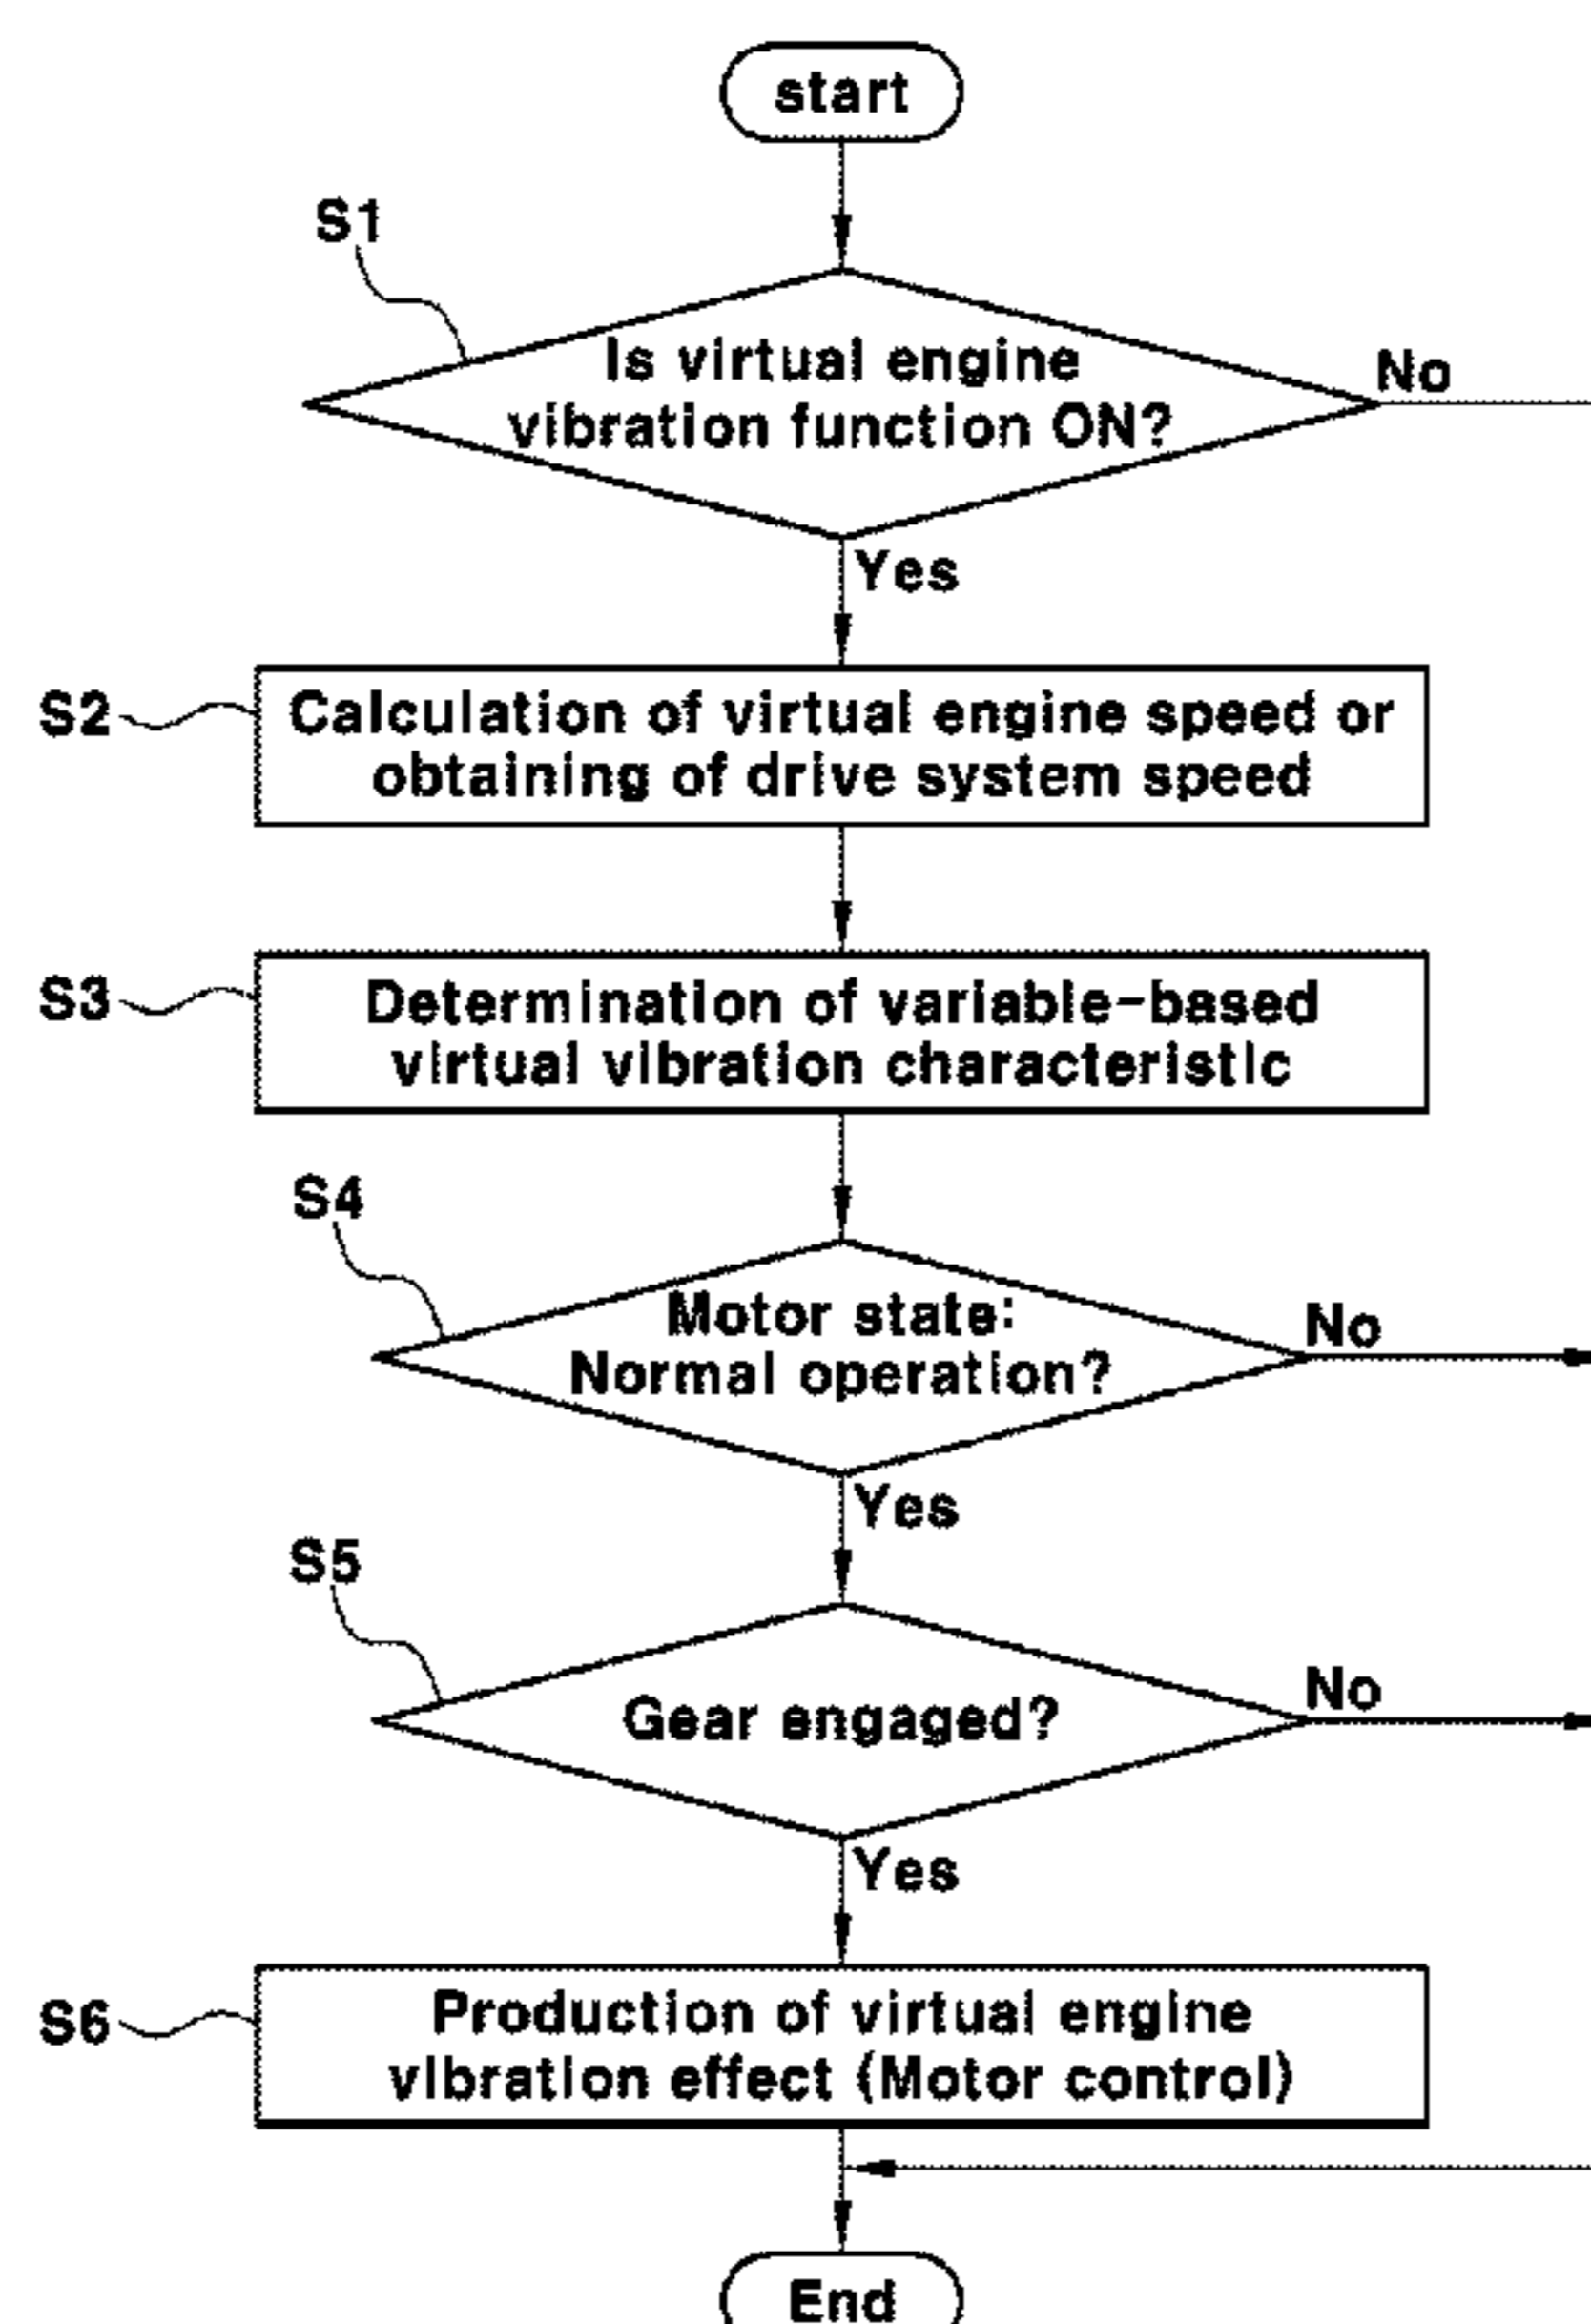 start
S1
Is virtual engine
vibration function ON?
No
Yes
S2
Calculation of virtual engine speed or
obtaining of drive system speed
S3
Determination of variable-based
virtual vibration characteristic
S4
Motor state:
Normal operation?
No
Yes
S5
Gear engaged?
No
Yes
S6
Production of virtual engine
vibration effect (Motor control)
End